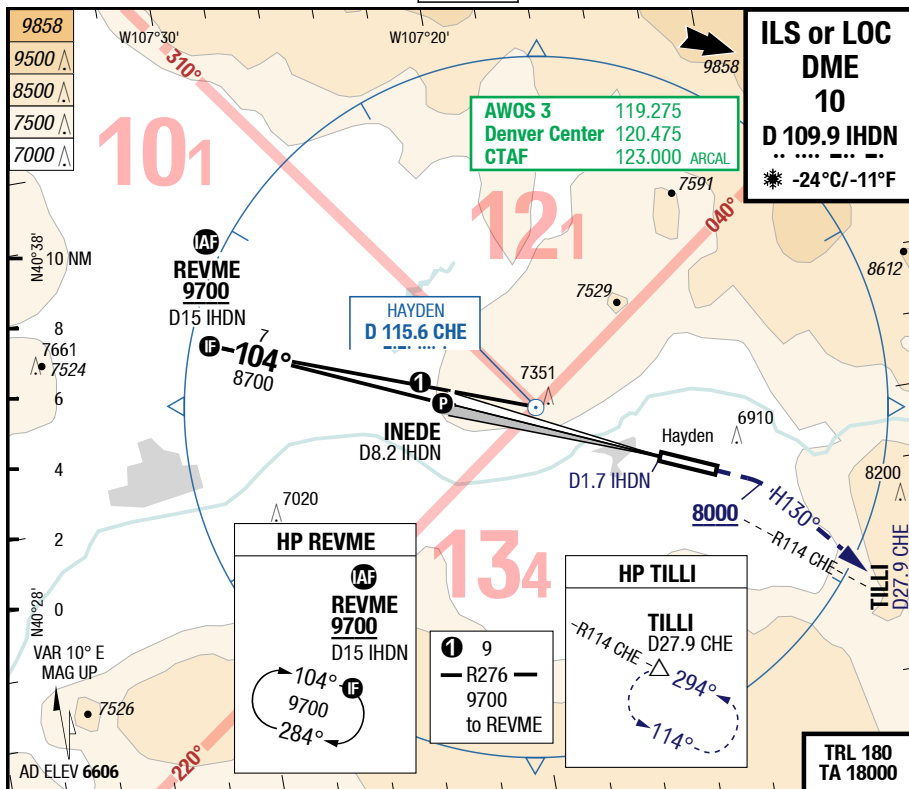 9858
9500
8500
7500
7000
W107°30'
W107°20'
310°
9858
ILS or LOC
DME
10
D 109.9 IHDN
-24°C/-11°F
AWOS 3 119.275
Denver Center 120.475
CTAF 123.000 ARCAL
101
121
7591
040°
8612
N40°38'
10 NM
IAF
REVME
9700
D15 IHDN
7529
HAYDEN
D 115.6 CHE
8
7661
7524
IF
7
104°
8700
1
7351
6
P
INEDE
D8.2 IHDN
Hayden
6910
D1.7 IHDN
4
8200
7020
8000
H130°
R114 CHE
TILLI
D27.9 CHE
2
134
HP REVME
IAF
REVME
9700
D15 IHDN
104°
IF
9700
284°
HP TILLI
TILLI
D27.9 CHE
R114 CHE
294°
114°
N40°28'
0
1 9
R276
9700
to REVME
VAR 10° E
MAG UP
7526
220°
AD ELEV 6606
TRL 180
TA 18000